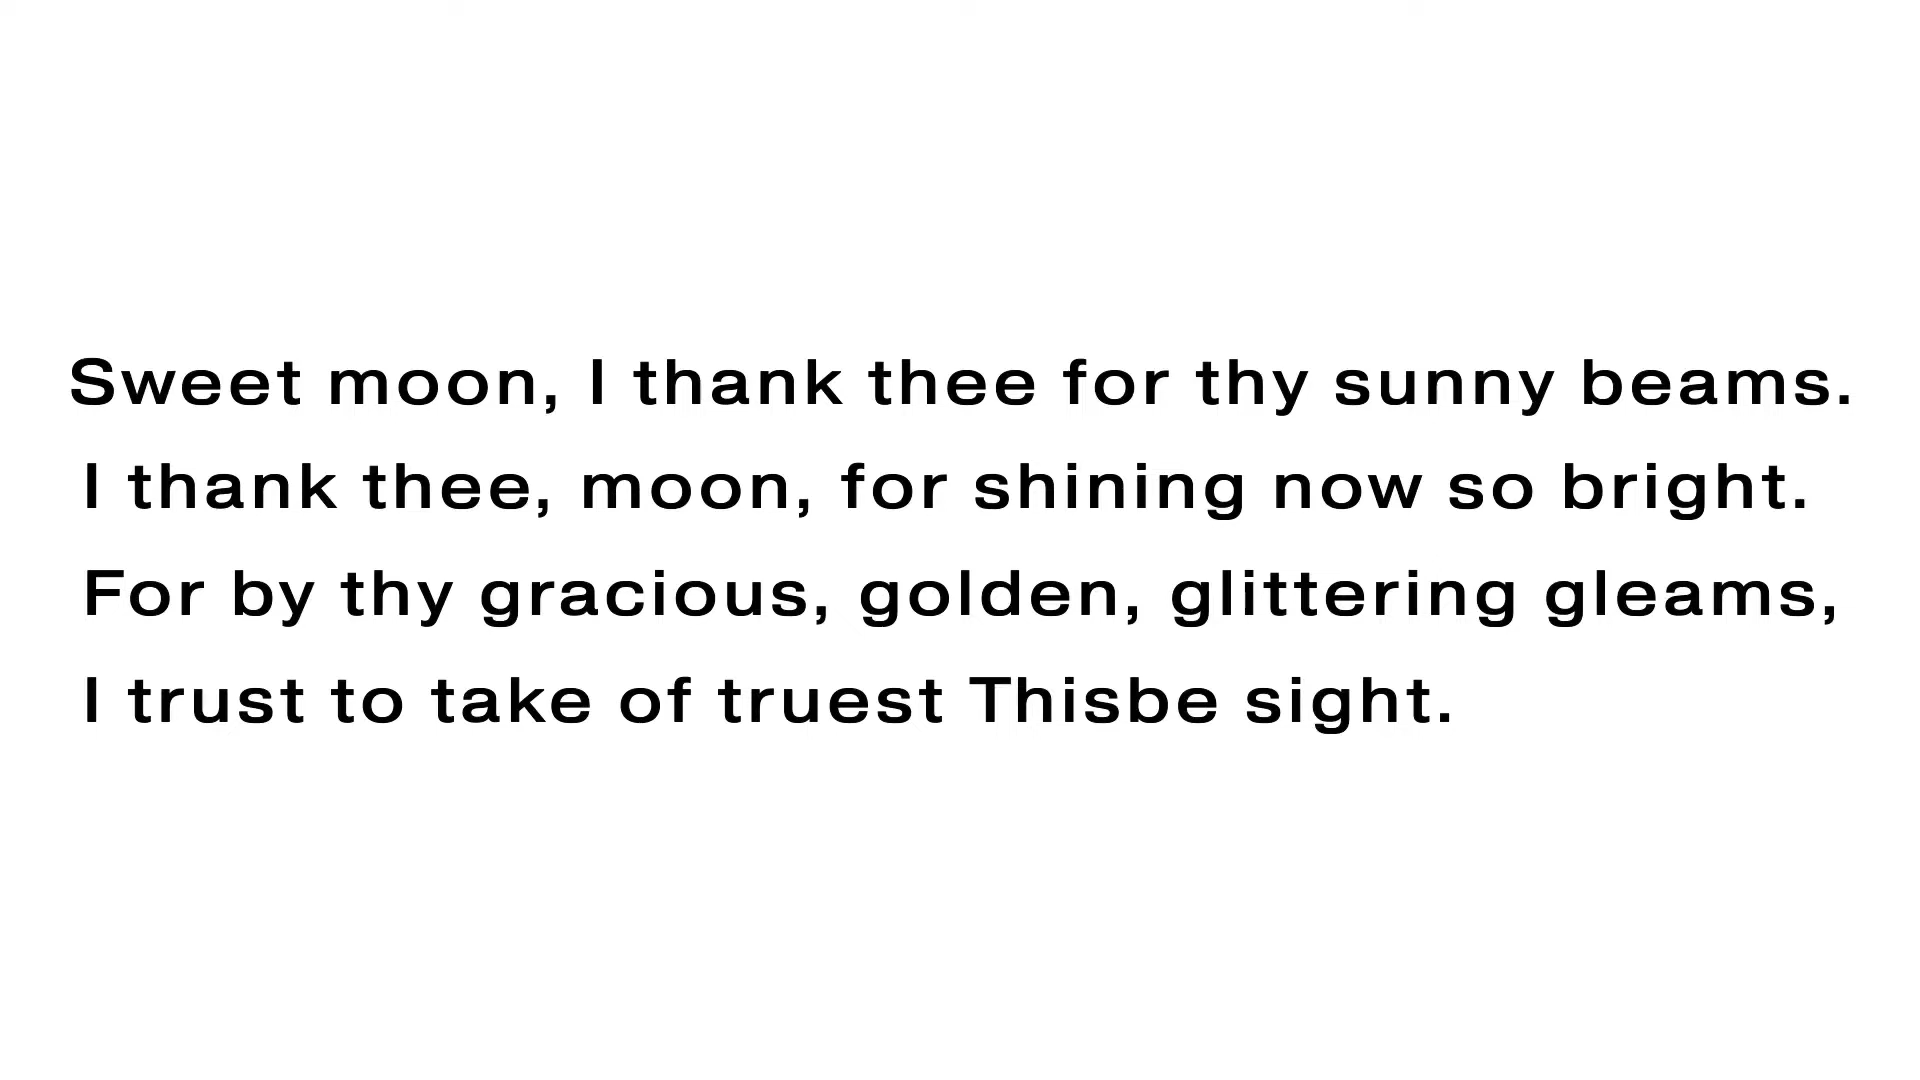 Sweet moon, I thank thee for thy sunny beams.
I thank thee, moon, for shining now so bright.
For by thy gracious, golden, glittering gleams,
I trust to take of truest Thisbe sight.